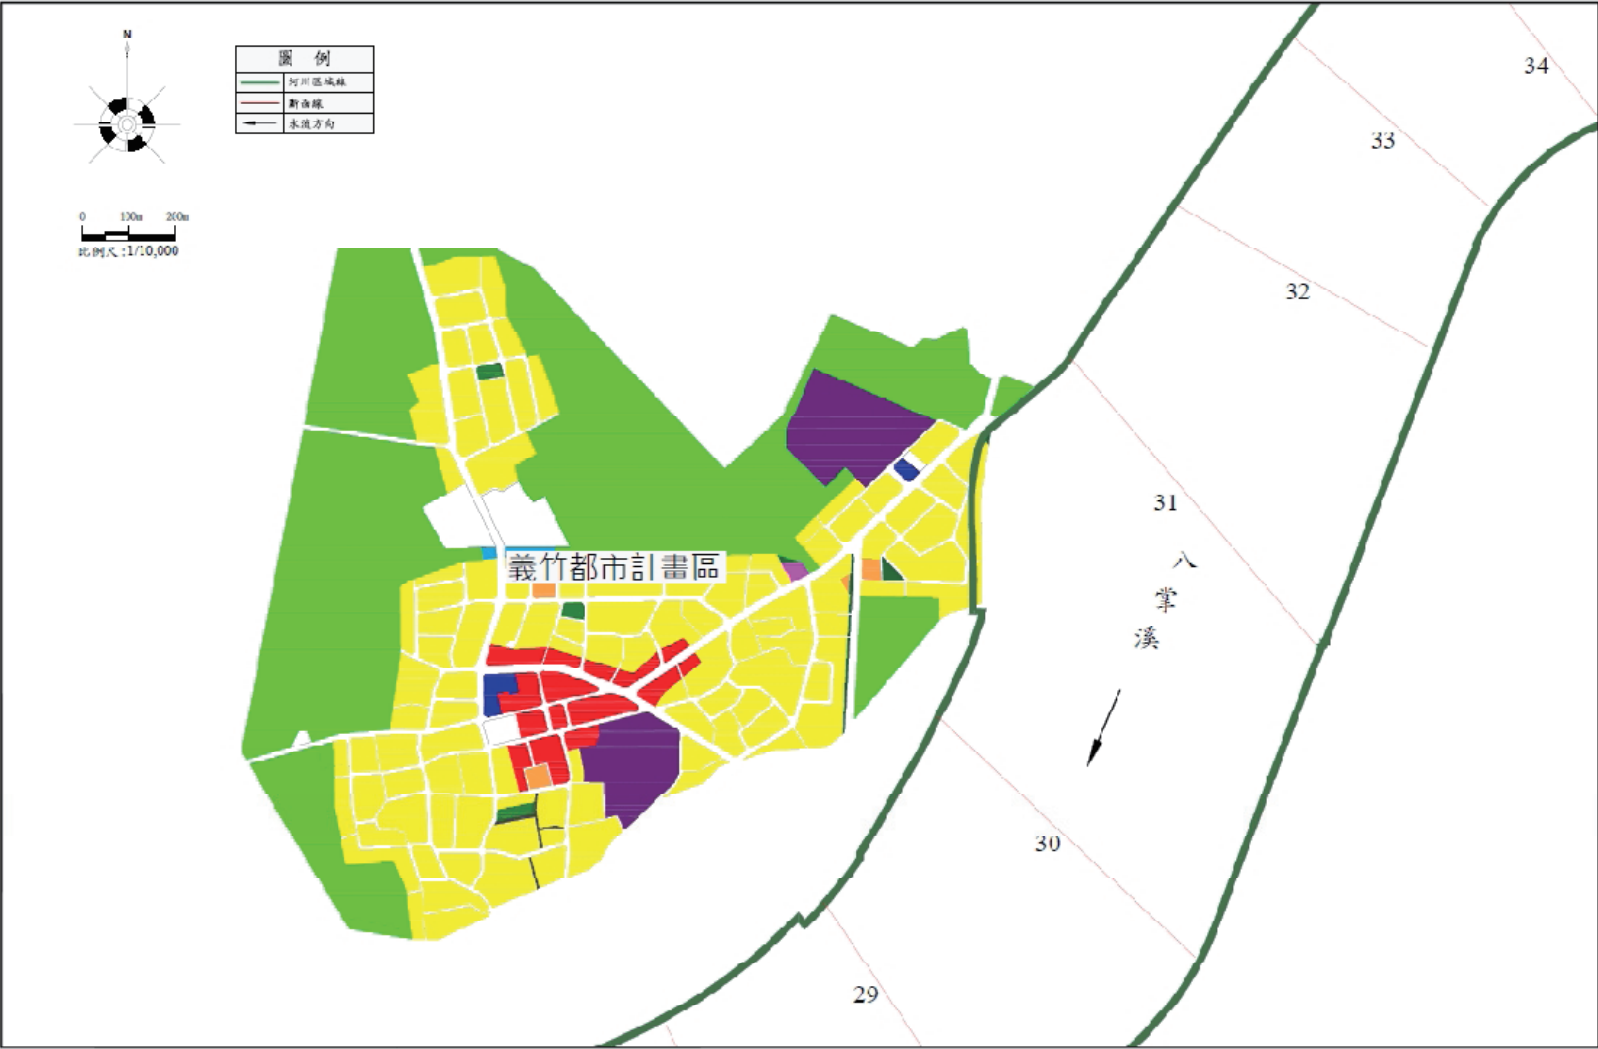 N
圖 例
河川區域線
斷面線
水流方向
0 100m 200m
比例尺:1/10,000
34
33
32
31
八掌溪
義竹都市計畫區
30
29